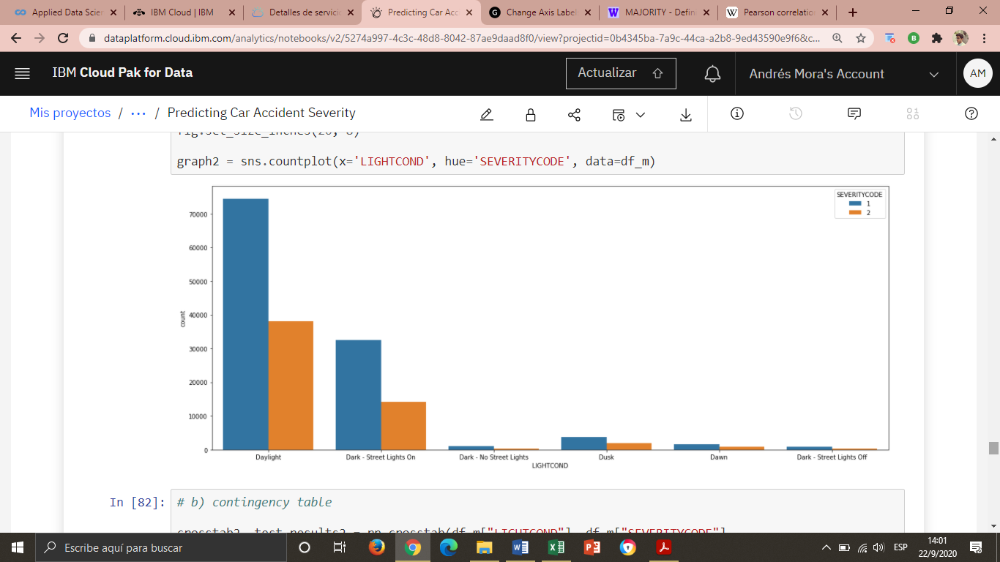 Applied Data Scien
IBM Cloud | IBM
Detalles de servicio
Predicting Car Acc
Change Axis Label
MAJORITY - Defin
Pearson correlation
dataplatform.cloud.ibm.com/analytics/notebooks/v2/5274a997-4c3c-48d8-8042-87ae9daad8f0/view?projectid=0b4345ba-7a9c-44ca-a2b8-9ed43590e9f6&c...
IBM Cloud Pak for Data
Actualizar
Andrés Mora's Account
AM
Mis proyectos / ... / Predicting Car Accident Severity
fig.set_size_inches(20, 8)
graph2 = sns.countplot(x='LIGHTCOND', hue='SEVERITYCODE', data=df_m)
SEVERITYCODE
1
2
70000
60000
50000
40000
30000
20000
10000
0
count
Daylight
Dark - Street Lights On
Dark - No Street Lights
Dusk
Dawn
Dark - Street Lights Off
LIGHTCOND
In [82]:
# b) contingency table
crosstab2, test_results2 = rp.crosstab(df_m["LIGHTCOND"], df_m["SEVERITYCODE"],
Escribe aquí para buscar
ESP
14:01
22/9/2020